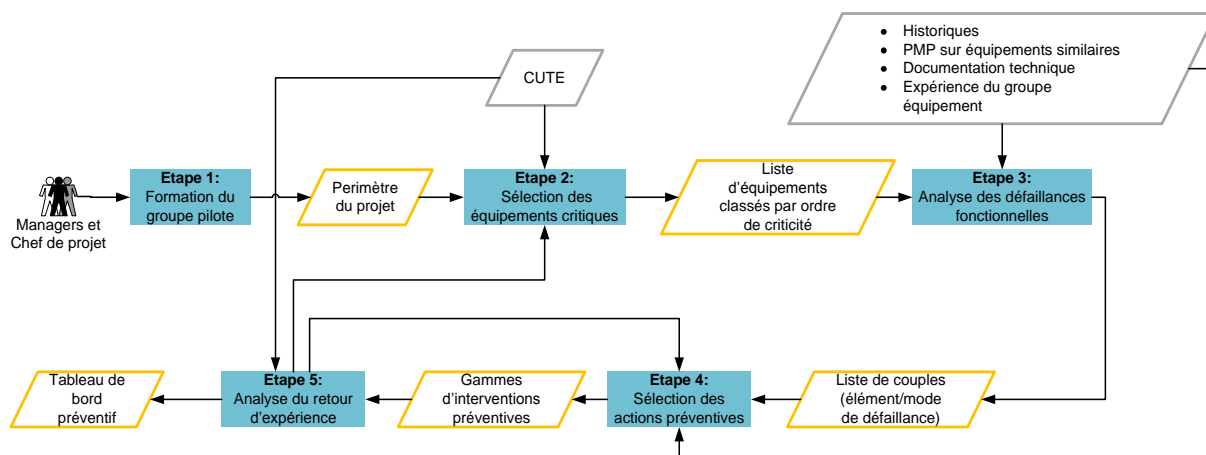 • Historiques
• PMP sur équipements similaires
• Documentation technique
• Expérience du groupe
équipement
CUTE
Managers et
Chef de projet
Etape 1:
Formation du
groupe pilote
Perimètre
du projet
Etape 2:
Sélection des
équipements critiques
Liste
d'équipements
classés par ordre
de criticité
Etape 3:
Analyse des défaillances
fonctionnelles
Tableau de
bord
préventif
Etape 5:
Analyse du retour
d'expérience
Gammes
d'interventions
préventives
Etape 4:
Sélection des
actions préventives
Liste de couples
(élément/mode
de défaillance)